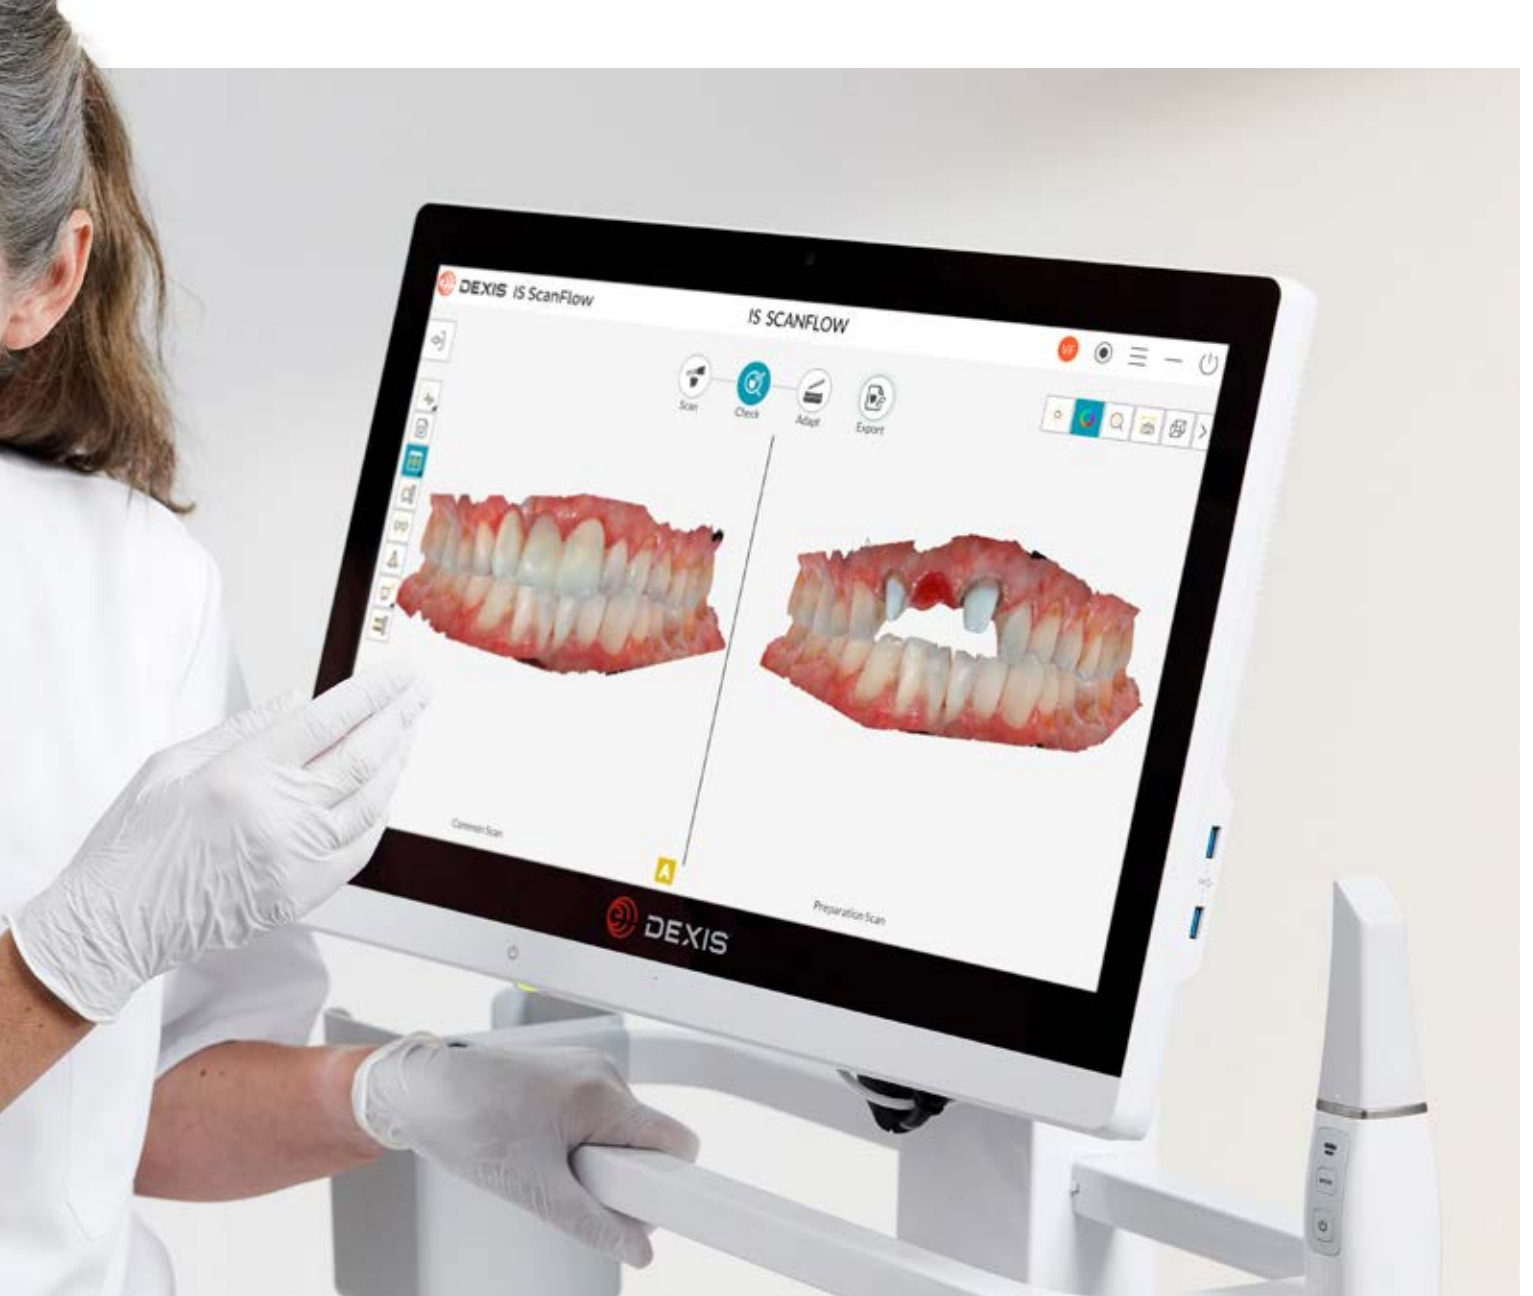 DEXIS IS ScanFlow
IS SCANFLOW
VF
Scan
Check
Adapt
Export
Common Scan
Preparation Scan
A
DEXIS